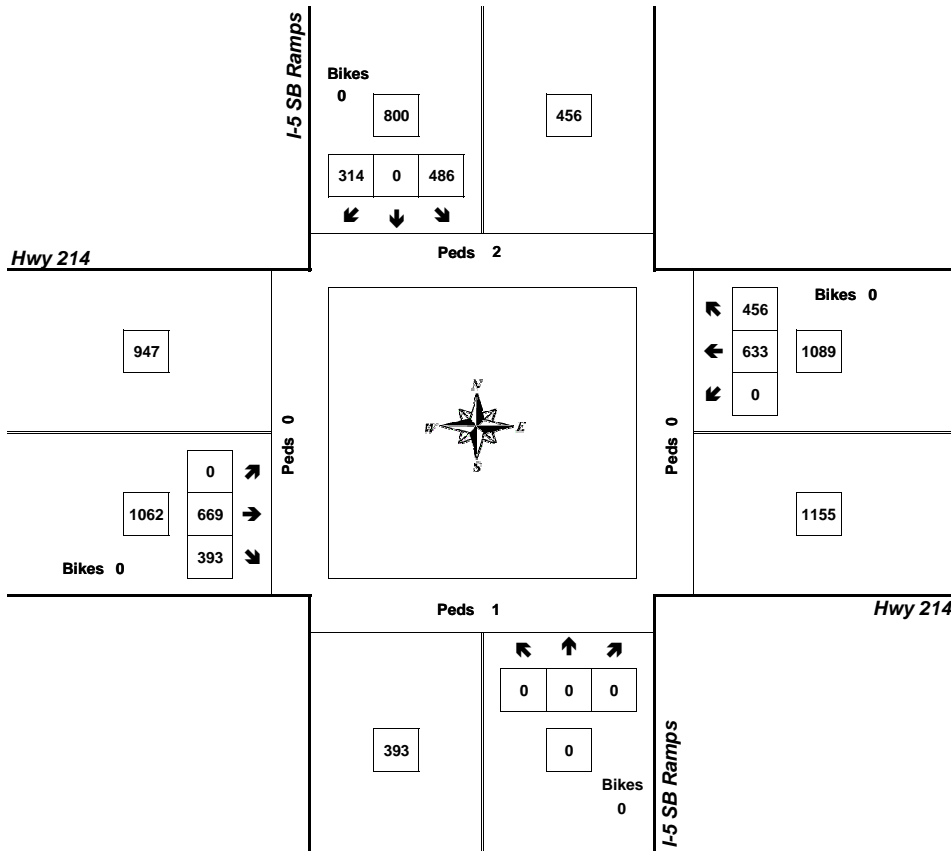 I-5 SB Ramps
Bikes
0
800
456
314 0 486
Peds 2
Hwy 214
Bikes 0
456
947
633 1089
0
N
W E
S
Peds 0
Peds 0
0
1062 669
393
1155
Bikes 0
Peds 1
Hwy 214
0 0 0
393
0
Bikes
0
I-5 SB Ramps